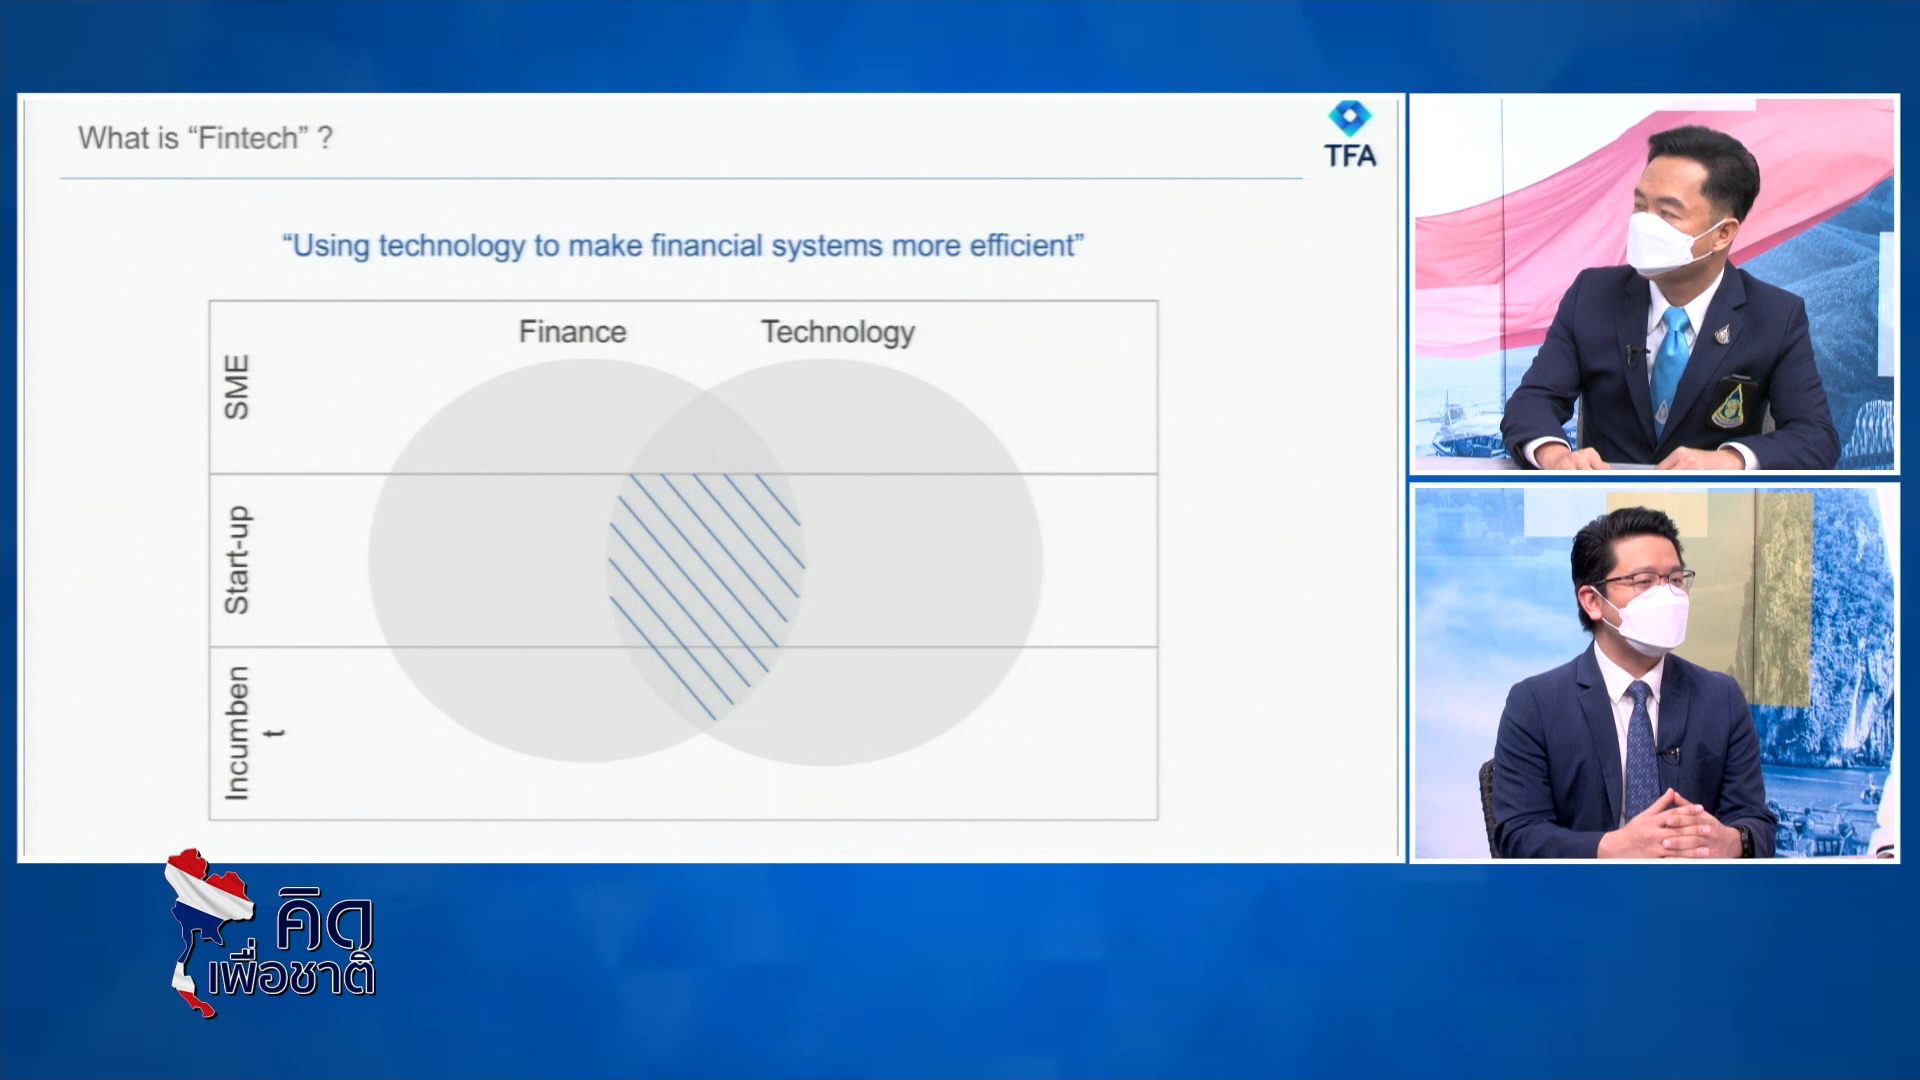 What is “Fintech” ?
TFA
“Using technology to make financial systems more efficient”
Finance
Technology
SME
Start-up
Incumben
t
คิด
เพื่อชาติ